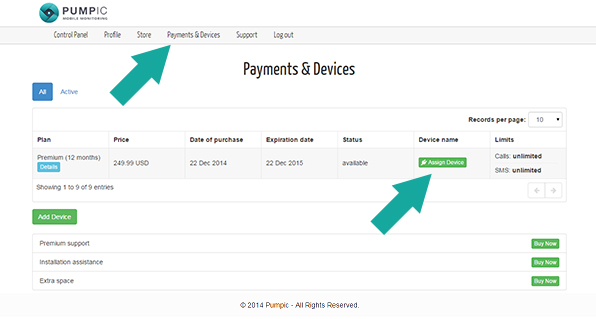 PUMPIC
MOBILE MONITORING
Control Panel Profile Store Payments & Devices Support Log out
Payments & Devices
All Active
Records per page: 10
Plan Price Date of purchase Expiration date Status Device name Limits
Premium (12 months) 249.99 USD 22 Dec 2014 22 Dec 2015 available Assign Device Calls: unlimited
Details SMS: unlimited
Showing 1 to 9 of 9 entries
Add Device
Premium support Buy Now
Installation assistance Buy Now
Extra space Buy Now
© 2014 Pumpic - All Rights Reserved.